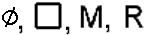 ∅, □, M, R